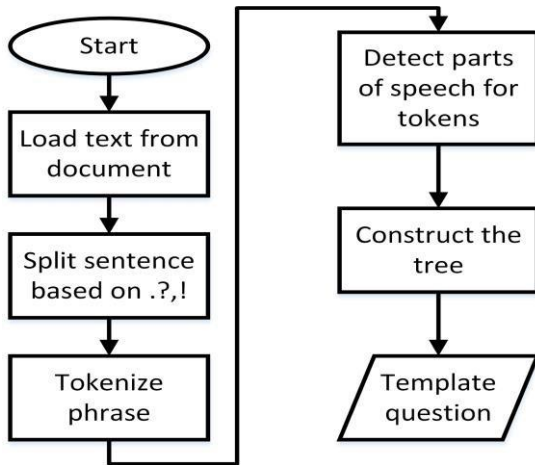 Start
Load text from
document
Split sentence
based on .?,!
Tokenize
phrase
Detect parts
of speech for
tokens
Construct the
tree
Template
question